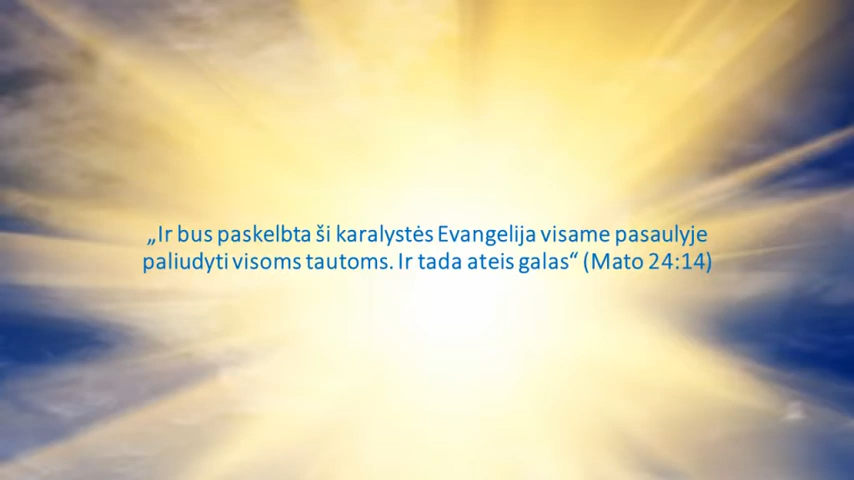 „Ir bus paskelbta ši karalystės Evangelija visame pasaulyje
paliudyti visoms tautoms. Ir tada ateis galas“ (Mato 24:14)